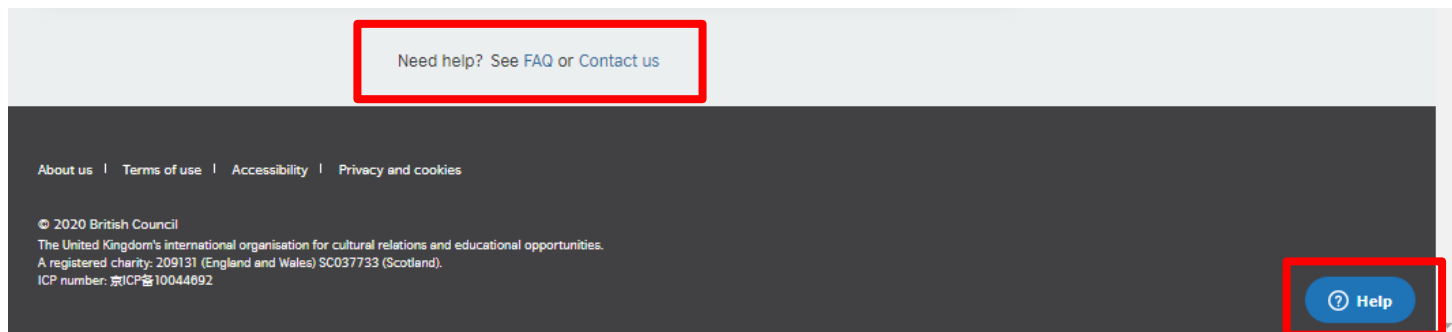 Need help? See FAQ or Contact us
About us | Terms of use | Accessibility | Privacy and cookies
© 2020 British Council
The United Kingdom's international organisation for cultural relations and educational opportunities.
A registered charity: 209131 (England and Wales) SC037733 (Scotland).
ICP number: 京ICP备10044692
Help